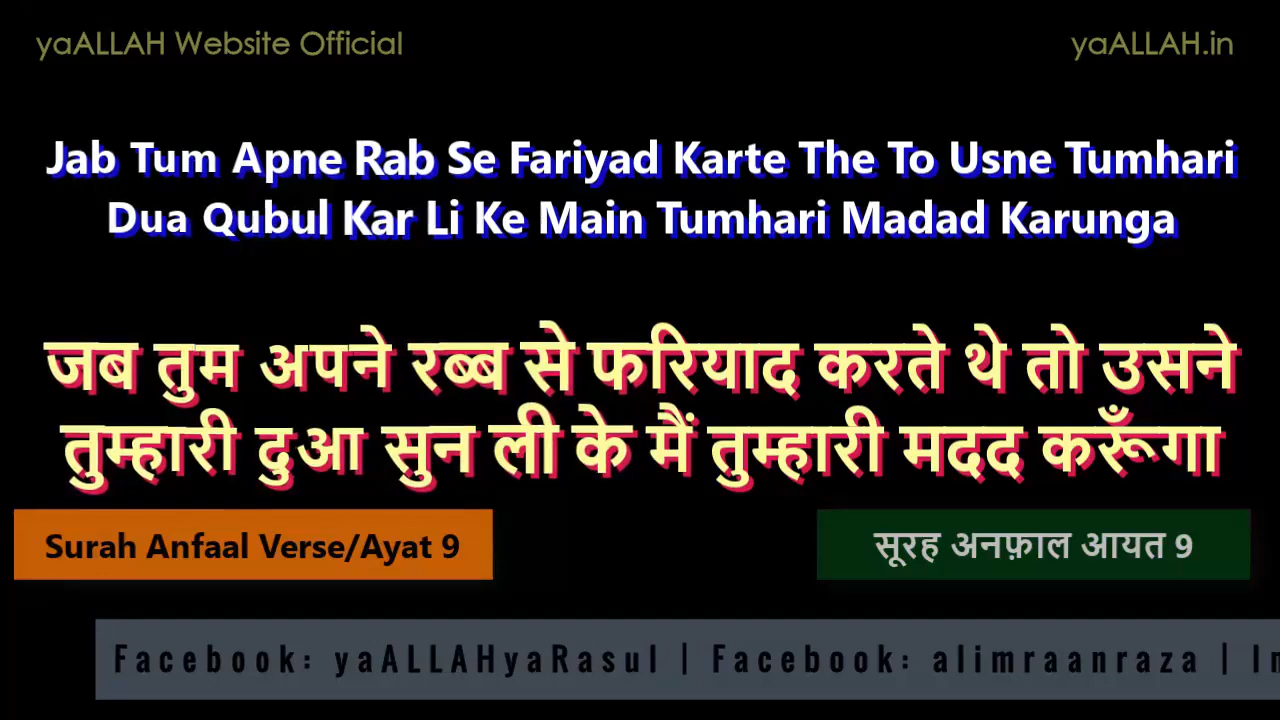 yaALLAH Website Official
yaALLAH.in
Jab Tum Apne Rab Se Fariyad Karte The To Usne Tumhari
Dua Qubul Kar Li Ke Main Tumhari Madad Karunga
जब तुम अपने रब्ब से फरियाद करते थे तो उसने
तुम्हारी दुआ सुन ली के मैं तुम्हारी मदद करूँगा
Surah Anfaal Verse/Ayat 9
सूरह अनफ़ाल आयत 9
Facebook: yaALLAHyaRasul | Facebook: alimraanraza |